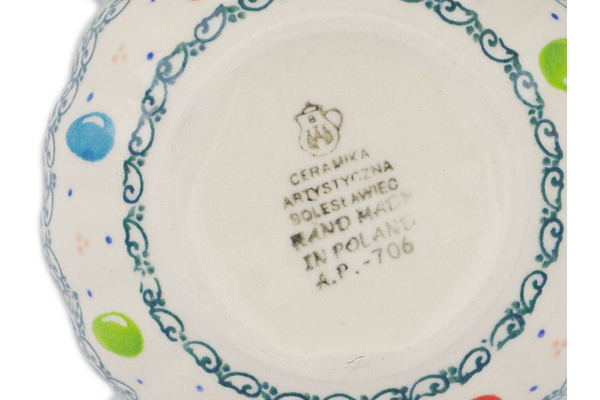 CERAMIKA
ARTYSTYCZNA
BOLESŁAWIEC
HAND MADE
IN POLAND
A.P.-706